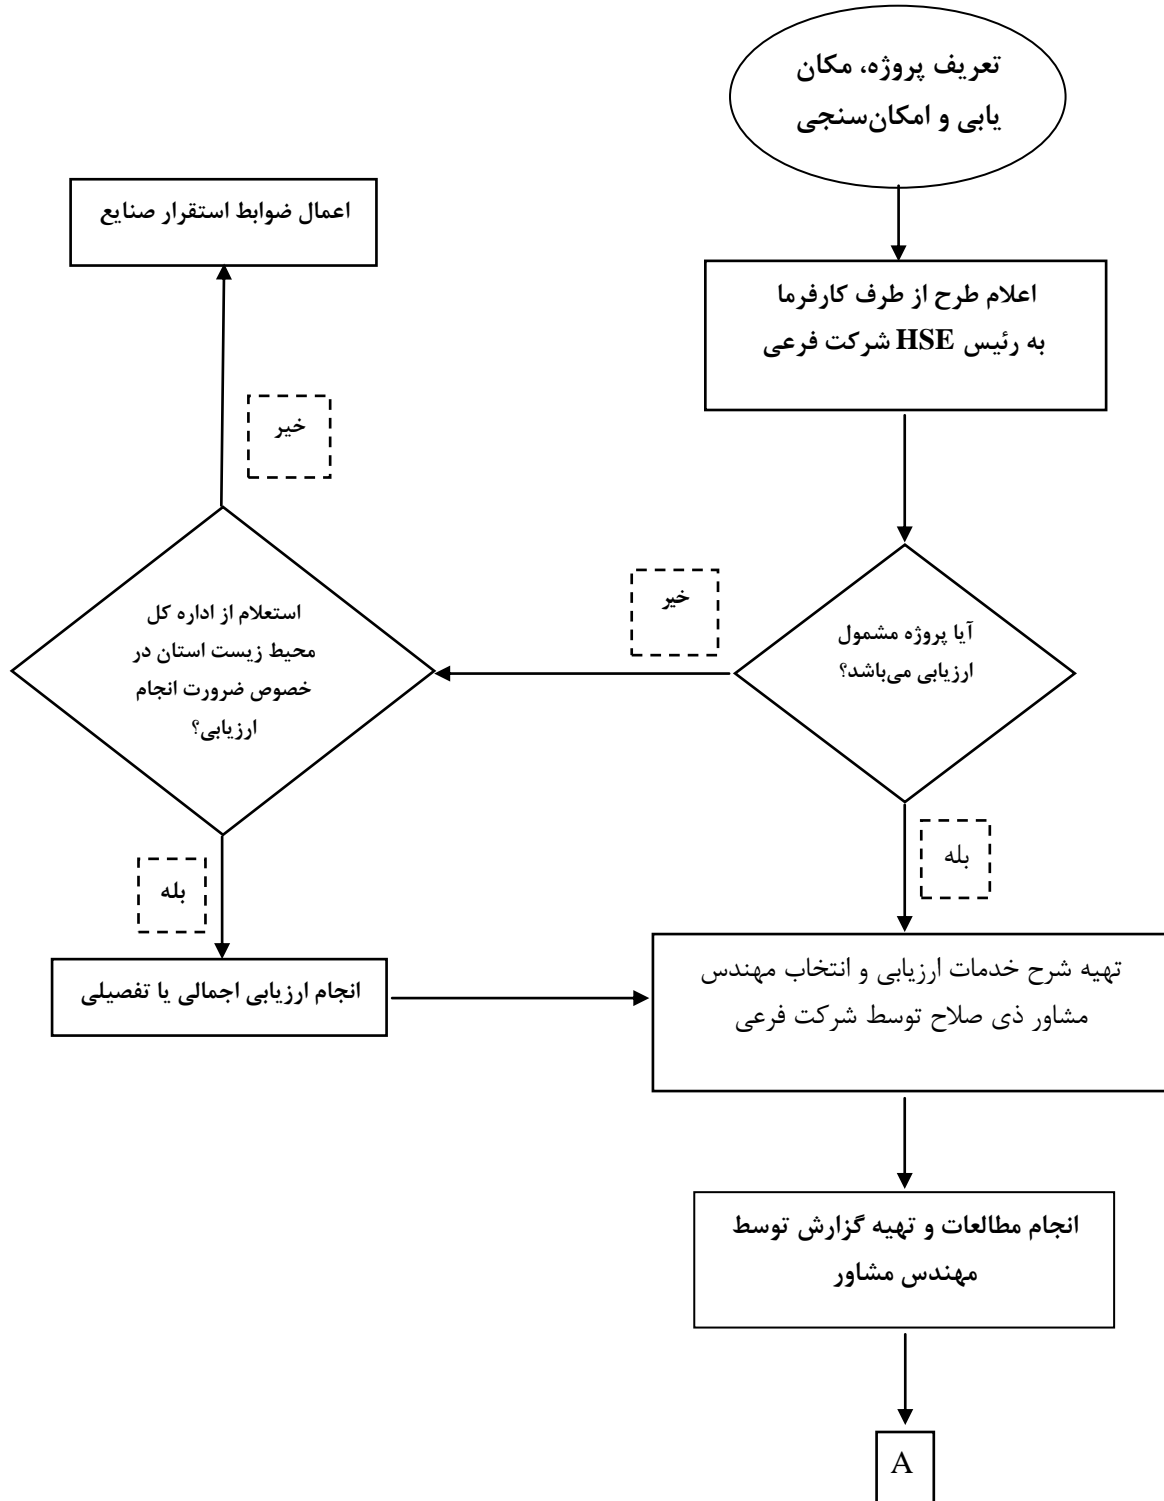 تعریف پروژه، مکان
یابی و امکان‌سنجی
اعمال ضوابط استقرار صنایع
اعلام طرح از طرف کارفرما
به رئیس HSE شرکت فرعی
خیر
خیر
استعلام از اداره کل
محیط زیست استان در
خصوص ضرورت انجام
ارزیابی؟
آیا پروژه مشمول
ارزیابی می‌باشد؟
بله
بله
تهیه شرح خدمات ارزیابی و انتخاب مهندس
مشاور ذی صلاح توسط شرکت فرعی
انجام ارزیابی اجمالی یا تفصیلی
انجام مطالعات و تهیه گزارش توسط
مهندس مشاور
A